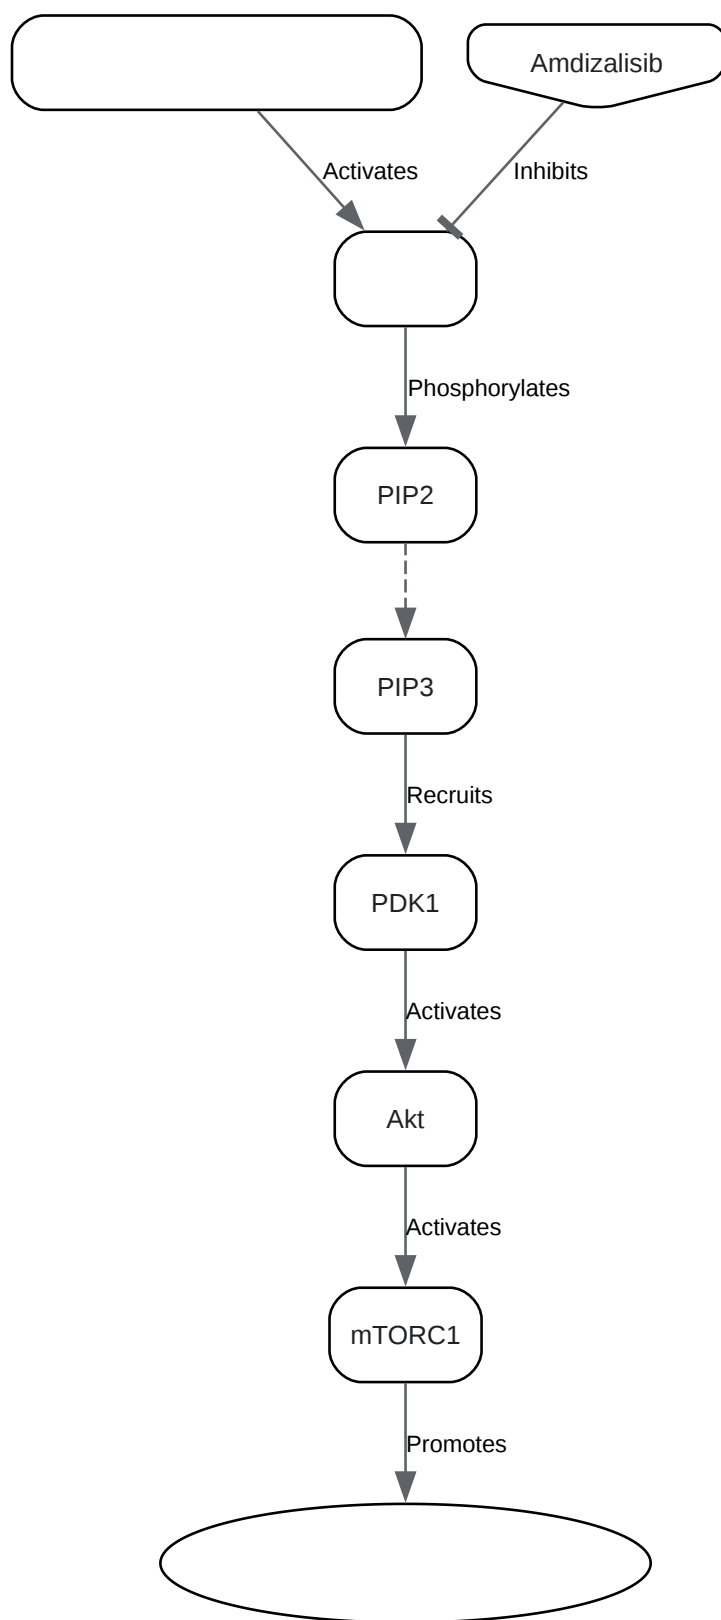 Amdizalisib
Activates
Inhibits
Phosphorylates
PIP2
PIP3
Recruits
PDK1
Activates
Akt
Activates
mTORC1
Promotes